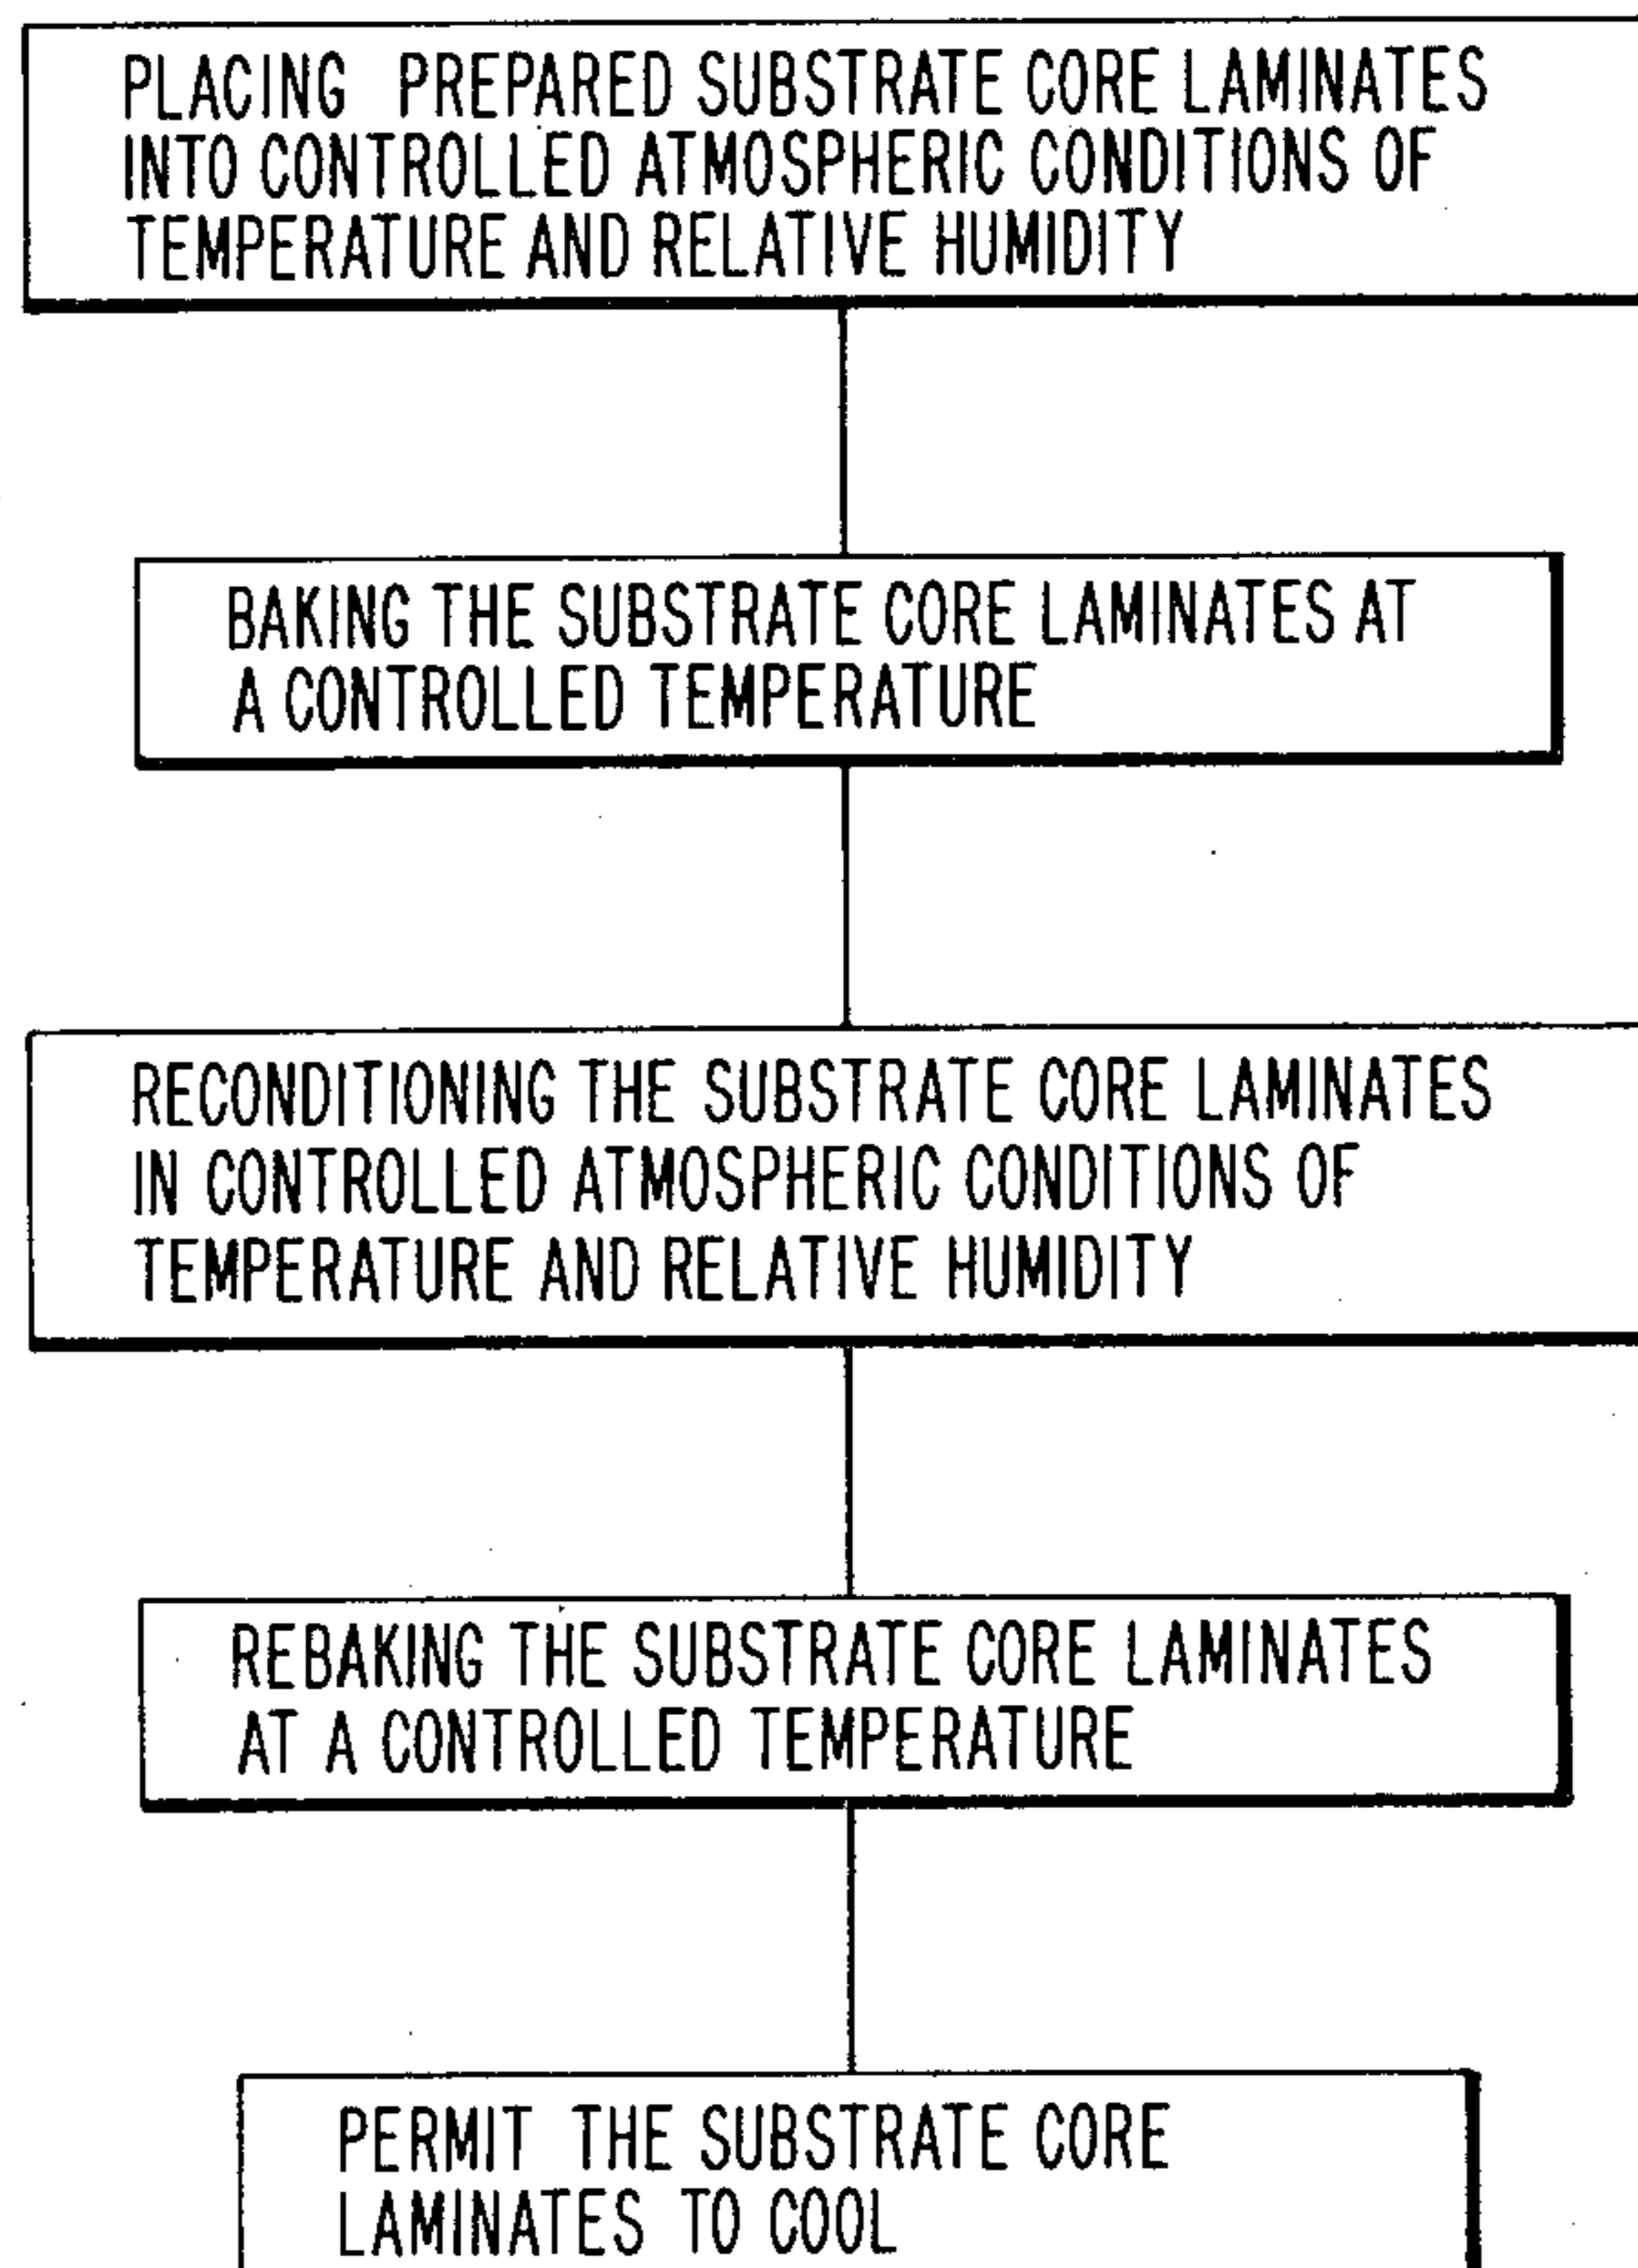 PLACING PREPARED SUBSTRATE CORE LAMINATES
INTO CONTROLLED ATMOSPHERIC CONDITIONS OF
TEMPERATURE AND RELATIVE HUMIDITY
BAKING THE SUBSTRATE CORE LAMINATES AT
A CONTROLLED TEMPERATURE
RECONDITIONING THE SUBSTRATE CORE LAMINATES
IN CONTROLLED ATMOSPHERIC CONDITIONS OF
TEMPERATURE AND RELATIVE HUMIDITY
REBAKING THE SUBSTRATE CORE LAMINATES
AT A CONTROLLED TEMPERATURE
PERMIT THE SUBSTRATE CORE
LAMINATES TO COOL